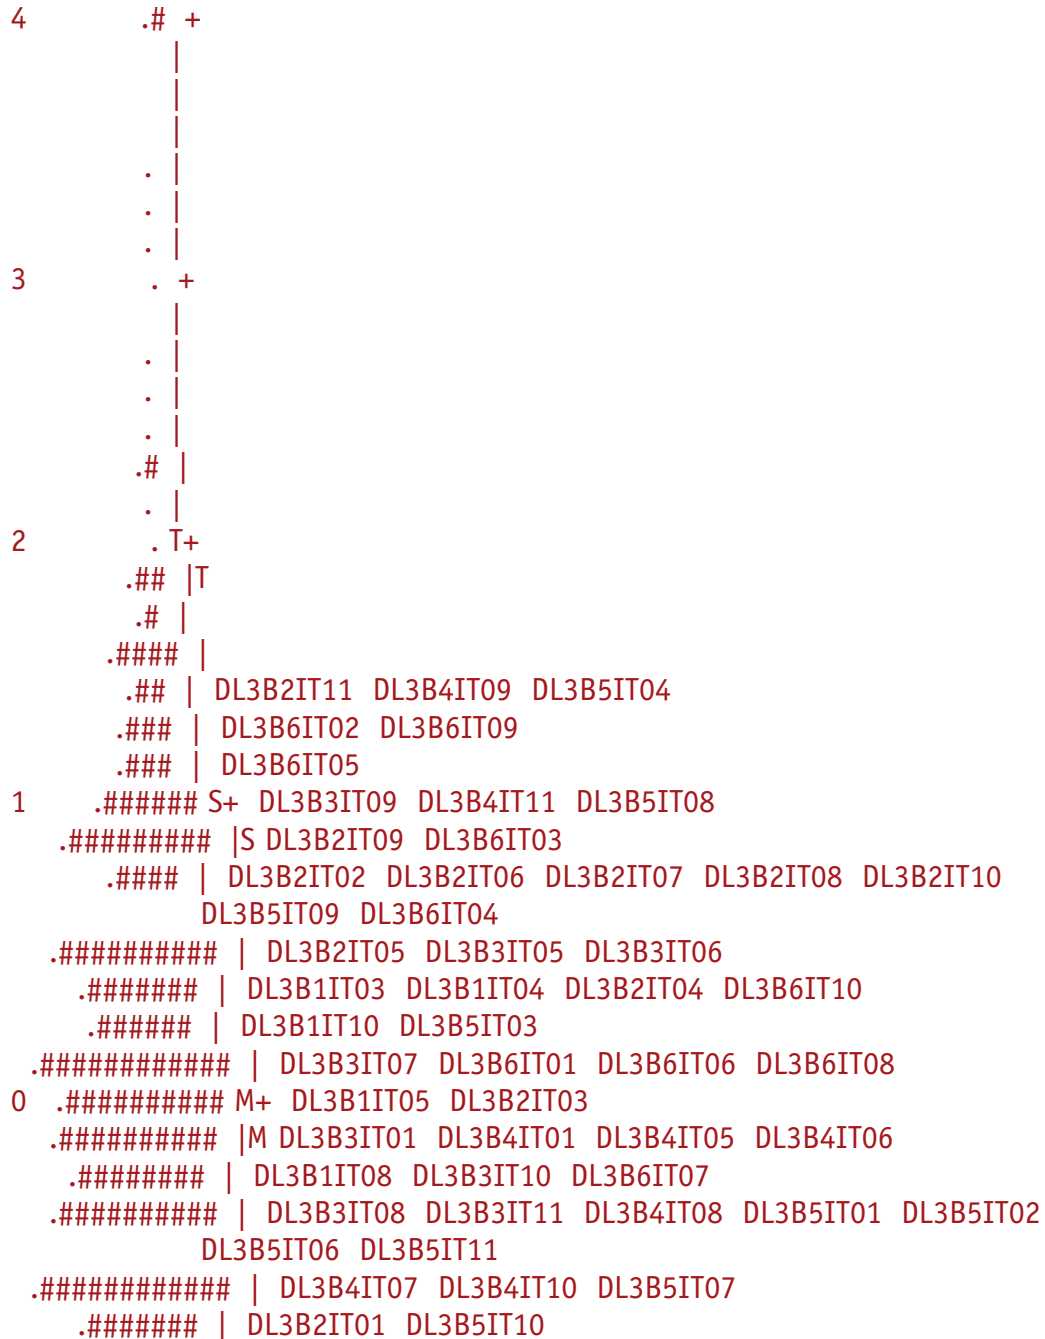 4 .# +
|
|
|
. |
. |
. |
3 . +
|
. |
. |
. |
.# |
. |
2 . T+
.## |T
.# |
.#### |
.## | DL3B2IT11 DL3B4IT09 DL3B5IT04
.### | DL3B6IT02 DL3B6IT09
.### | DL3B6IT05
1 .###### S+ DL3B3IT09 DL3B4IT11 DL3B5IT08
.######### |S DL3B2IT09 DL3B6IT03
.#### | DL3B2IT02 DL3B2IT06 DL3B2IT07 DL3B2IT08 DL3B2IT10
DL3B5IT09 DL3B6IT04
.########## | DL3B2IT05 DL3B3IT05 DL3B3IT06
.####### | DL3B1IT03 DL3B1IT04 DL3B2IT04 DL3B6IT10
.###### | DL3B1IT10 DL3B5IT03
.############ | DL3B3IT07 DL3B6IT01 DL3B6IT06 DL3B6IT08
0 .########## M+ DL3B1IT05 DL3B2IT03
.########## |M DL3B3IT01 DL3B4IT01 DL3B4IT05 DL3B4IT06
.######## | DL3B1IT08 DL3B3IT10 DL3B6IT07
.########## | DL3B3IT08 DL3B3IT11 DL3B4IT08 DL3B5IT01 DL3B5IT02
DL3B5IT06 DL3B5IT11
.############ | DL3B4IT07 DL3B4IT10 DL3B5IT07
.####### | DL3B2IT01 DL3B5IT10